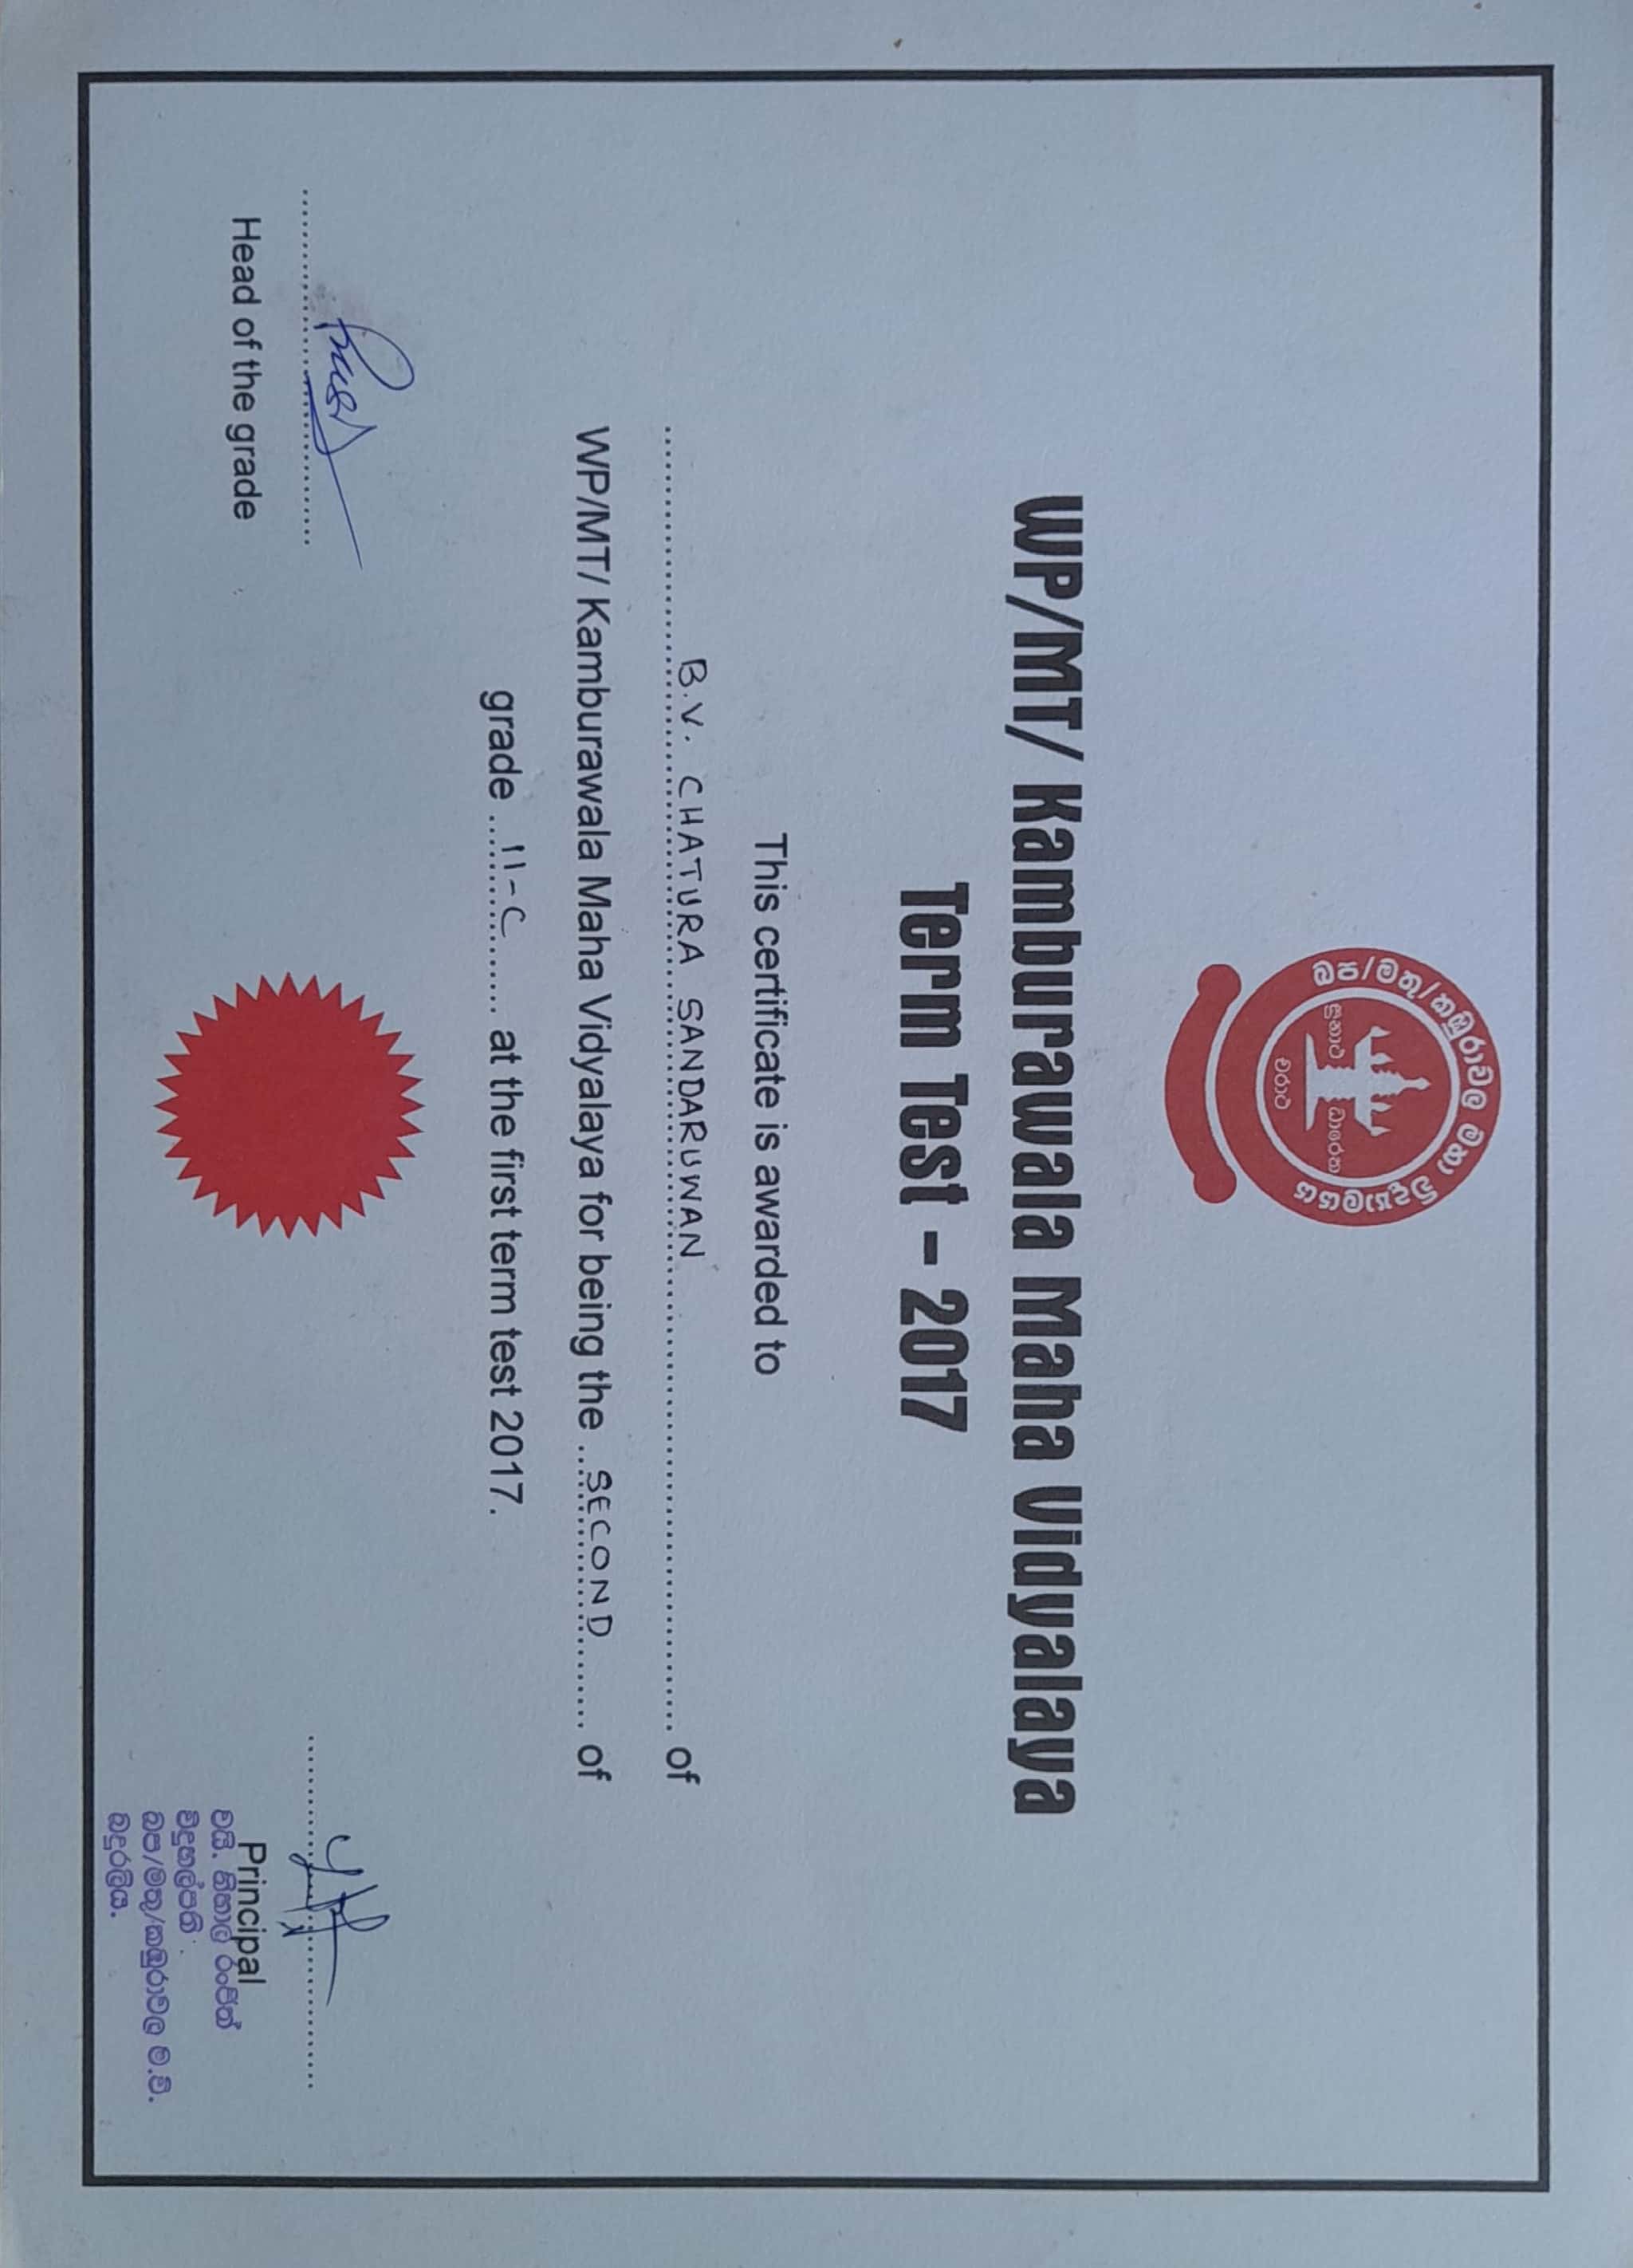 බප/මතු/කඹුරාවල මහා විද්‍යාලයය
සුනාථ ධාරෙත
චරාථ
WP/MT/ Kamburawala Maha Vidyalaya
Term Test - 2017
This certificate is awarded to
B.V. CHATURA SANDARUWAN of
WP/MT/ Kamburawala Maha Vidyalaya for being the SECOND of
grade 11-C at the first term test 2017.
Head of the grade
Principal
වයි. නිහාල් රංජිත්
විදුහල්පති
බප/මතු/කඹුරාවල ම.වි.
බදුරලිය.